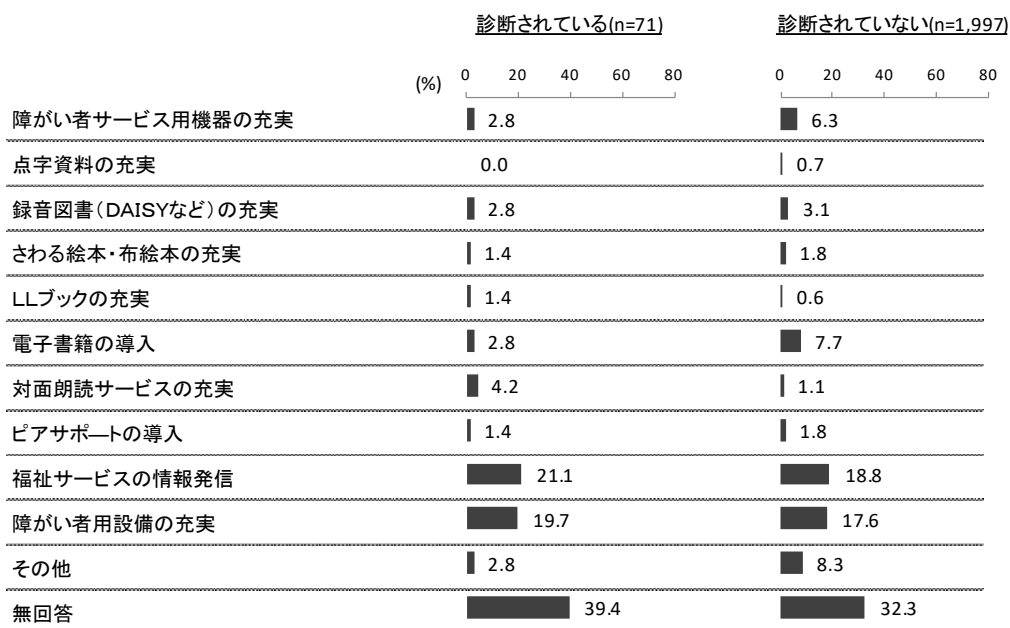 診断されている(n=71) 診断されていない(n=1,997)
(%) 0 20 40 60 80 0 20 40 60 80
障がい者サービス用機器の充実 2.8 6.3
点字資料の充実 0.0 0.7
録音図書(DAISYなど)の充実 2.8 3.1
さわる絵本・布絵本の充実 1.4 1.8
LLブックの充実 1.4 0.6
電子書籍の導入 2.8 7.7
対面朗読サービスの充実 4.2 1.1
ピアサポートの導入 1.4 1.8
福祉サービスの情報発信 21.1 18.8
障がい者用設備の充実 19.7 17.6
その他 2.8 8.3
無回答 39.4 32.3